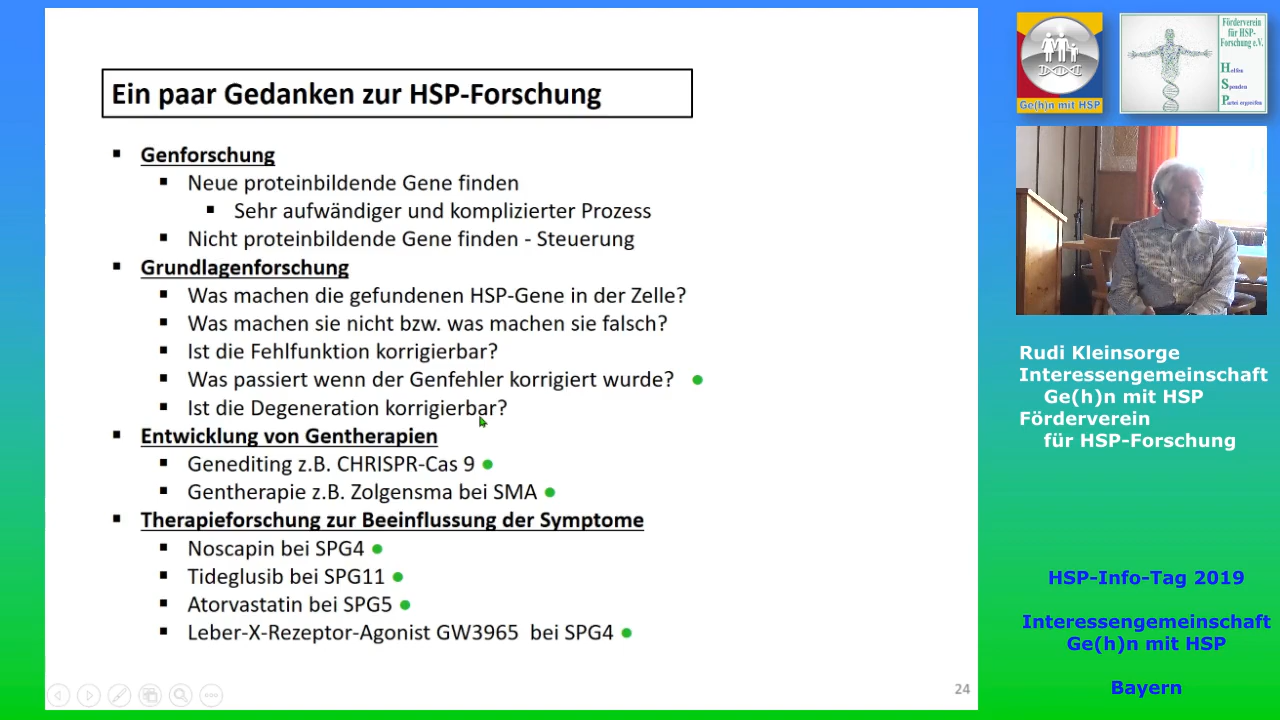 Ein paar Gedanken zur HSP-Forschung
Genforschung
Neue proteinbildende Gene finden
Sehr aufwändiger und komplizierter Prozess
Nicht proteinbildende Gene finden - Steuerung
Grundlagenforschung
Was machen die gefundenen HSP-Gene in der Zelle?
Was machen sie nicht bzw. was machen sie falsch?
Ist die Fehlfunktion korrigierbar?
Was passiert wenn der Genfehler korrigiert wurde?
Ist die Degeneration korrigierbar?
Entwicklung von Gentherapien
Genediting z.B. CHRISPR-Cas 9
Gentherapie z.B. Zolgensma bei SMA
Therapieforschung zur Beeinflussung der Symptome
Noscapin bei SPG4
Tideglusib bei SPG11
Atorvastatin bei SPG5
Leber-X-Rezeptor-Agonist GW3965 bei SPG4
24
Ge(h)n mit HSP
Förderverein
für HSP-
Forschung e.V.
Helfen
Spenden
Partei ergreifen
Rudi Kleinsorge
Interessengemeinschaft
Ge(h)n mit HSP
Förderverein
für HSP-Forschung
HSP-Info-Tag 2019
Interessengemeinschaft
Ge(h)n mit HSP
Bayern